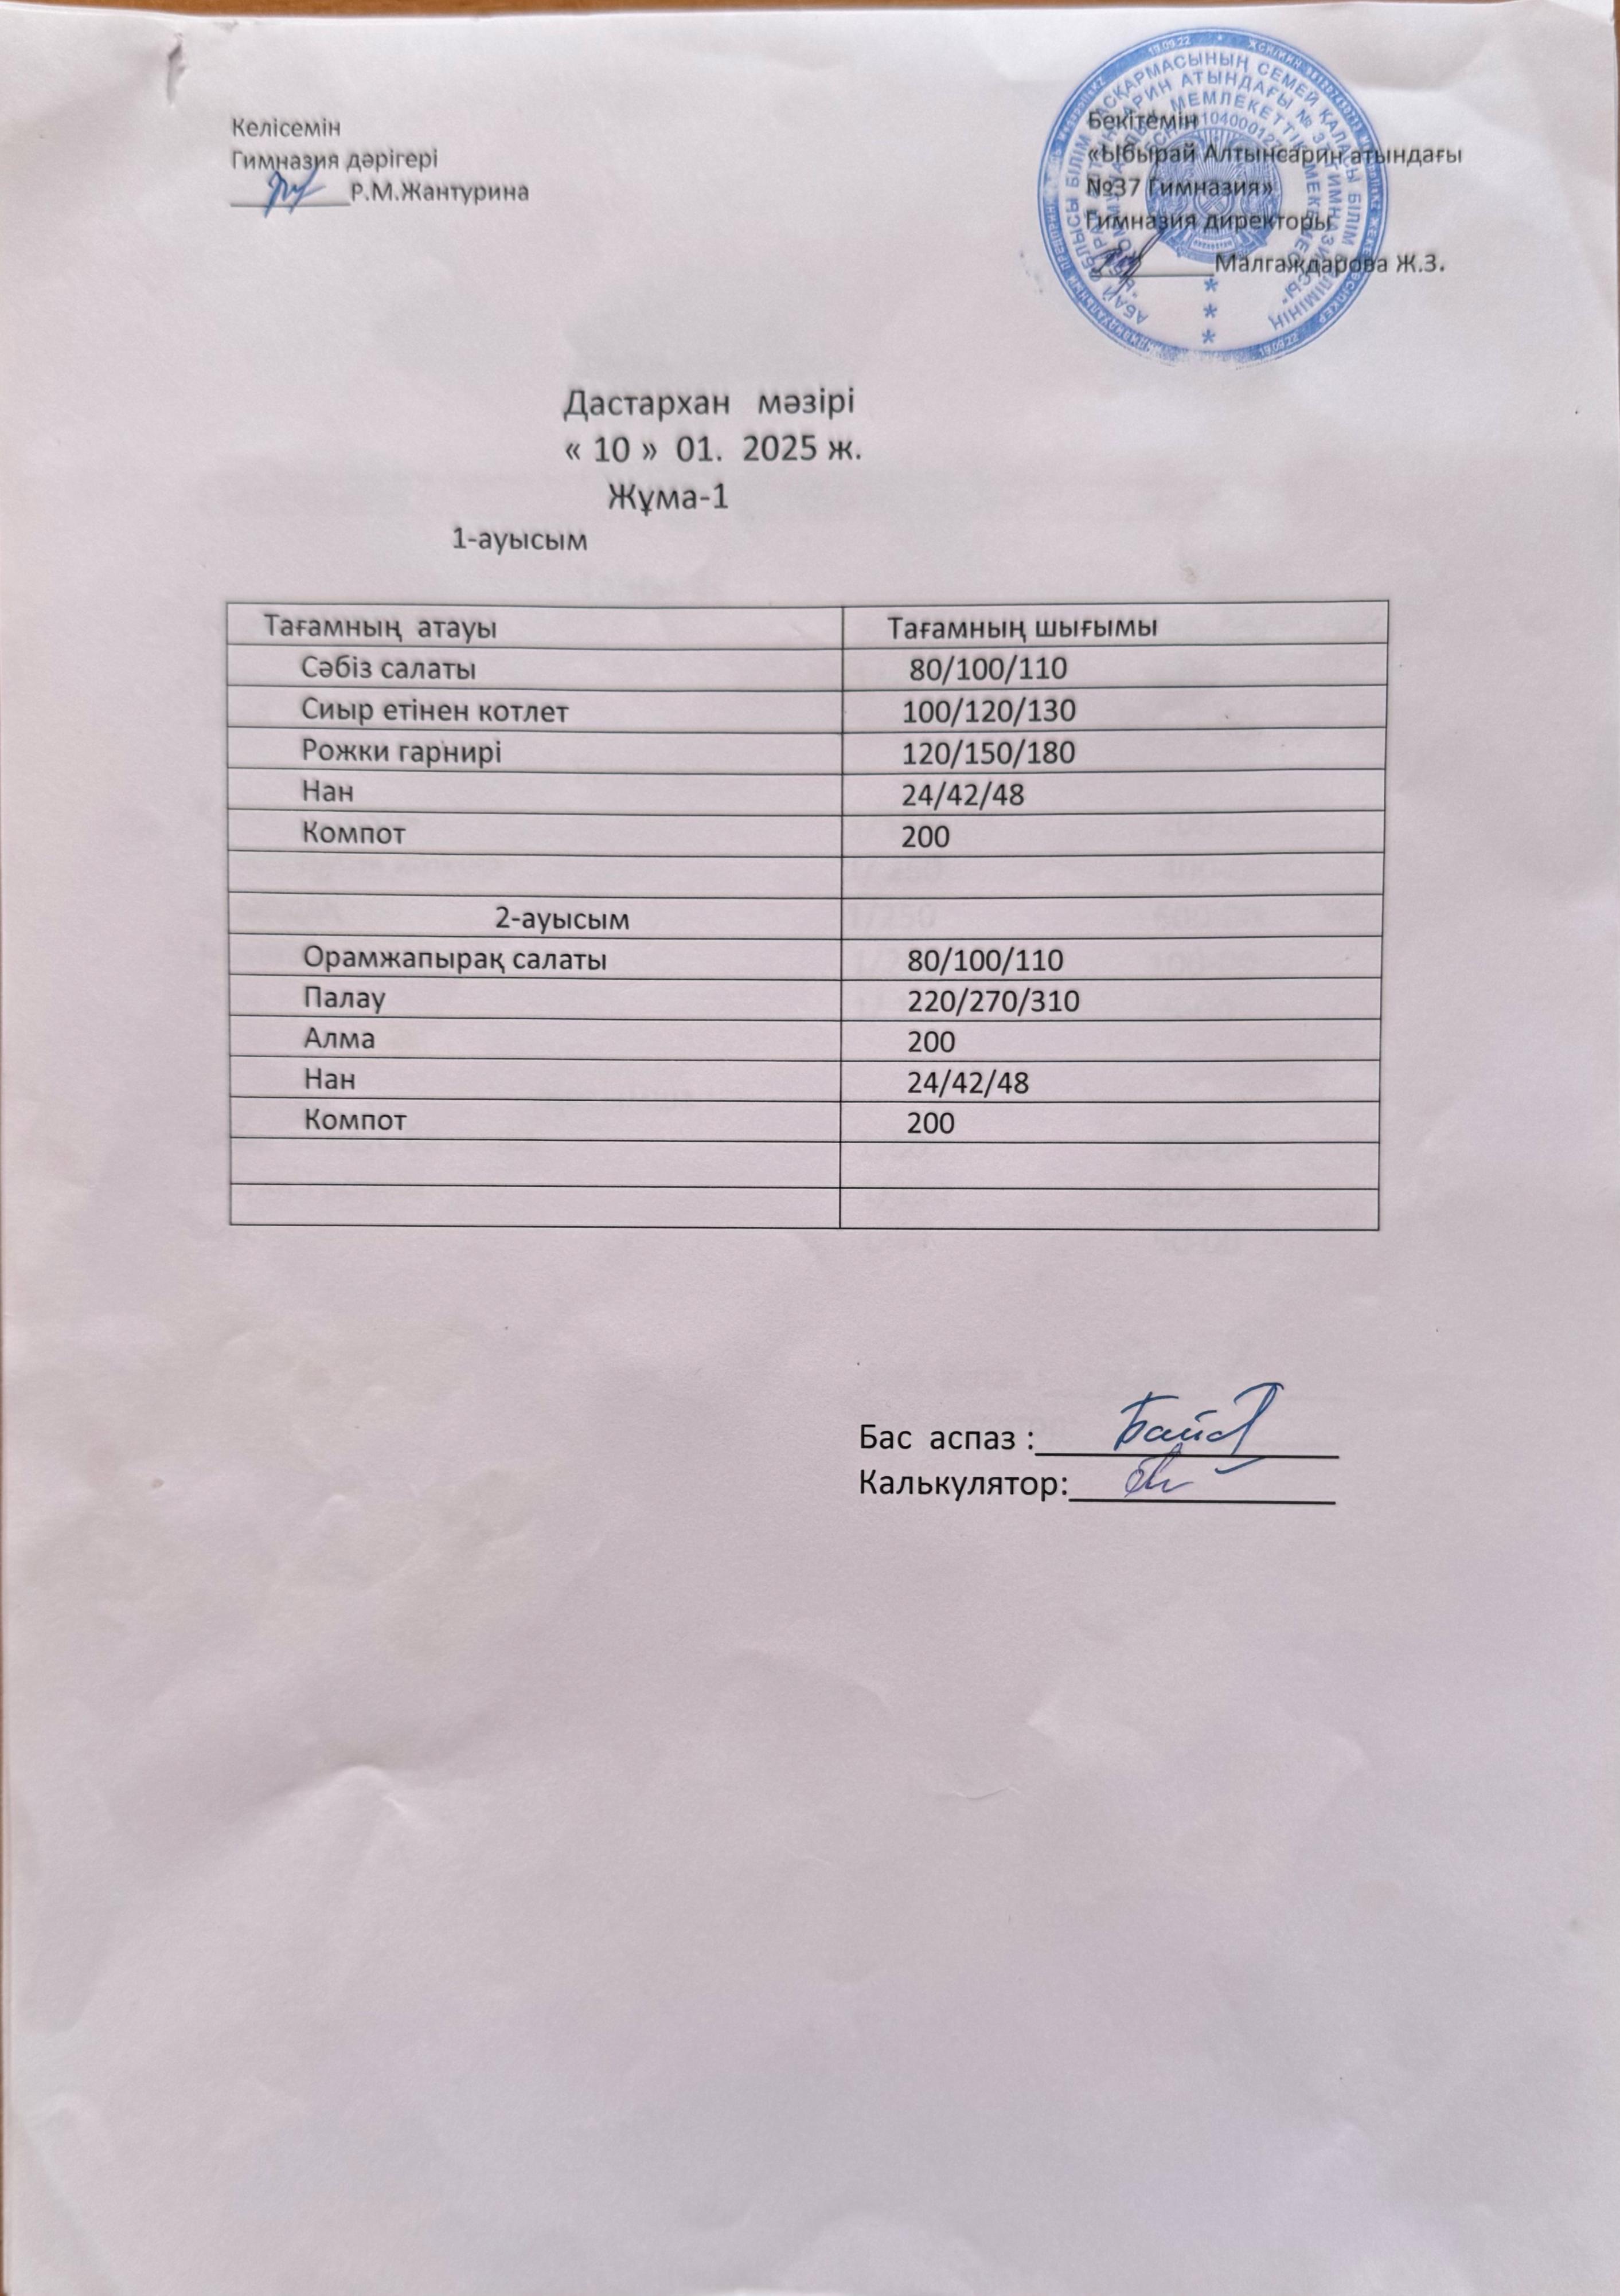 Келісемін
Гимназия дәрігері
Р.М.Жантурина
Бекітемін
«Ыбырай Алтынсарин атындағы
№37 Гимназия»
Гимназия директоры
Малгаждарова Ж.З.
Дастархан мәзірі
« 10 » 01. 2025 ж.
Жұма-1
1-ауысым
Тағамның атауы Тағамның шығымы
Сәбіз салаты 80/100/110
Сиыр етінен котлет 100/120/130
Рожки гарнирі 120/150/180
Нан 24/42/48
Компот 200
2-ауысым
Орамжапырақ салаты 80/100/110
Палау 220/270/310
Алма 200
Нан 24/42/48
Компот 200
Бас аспаз :
Калькулятор: